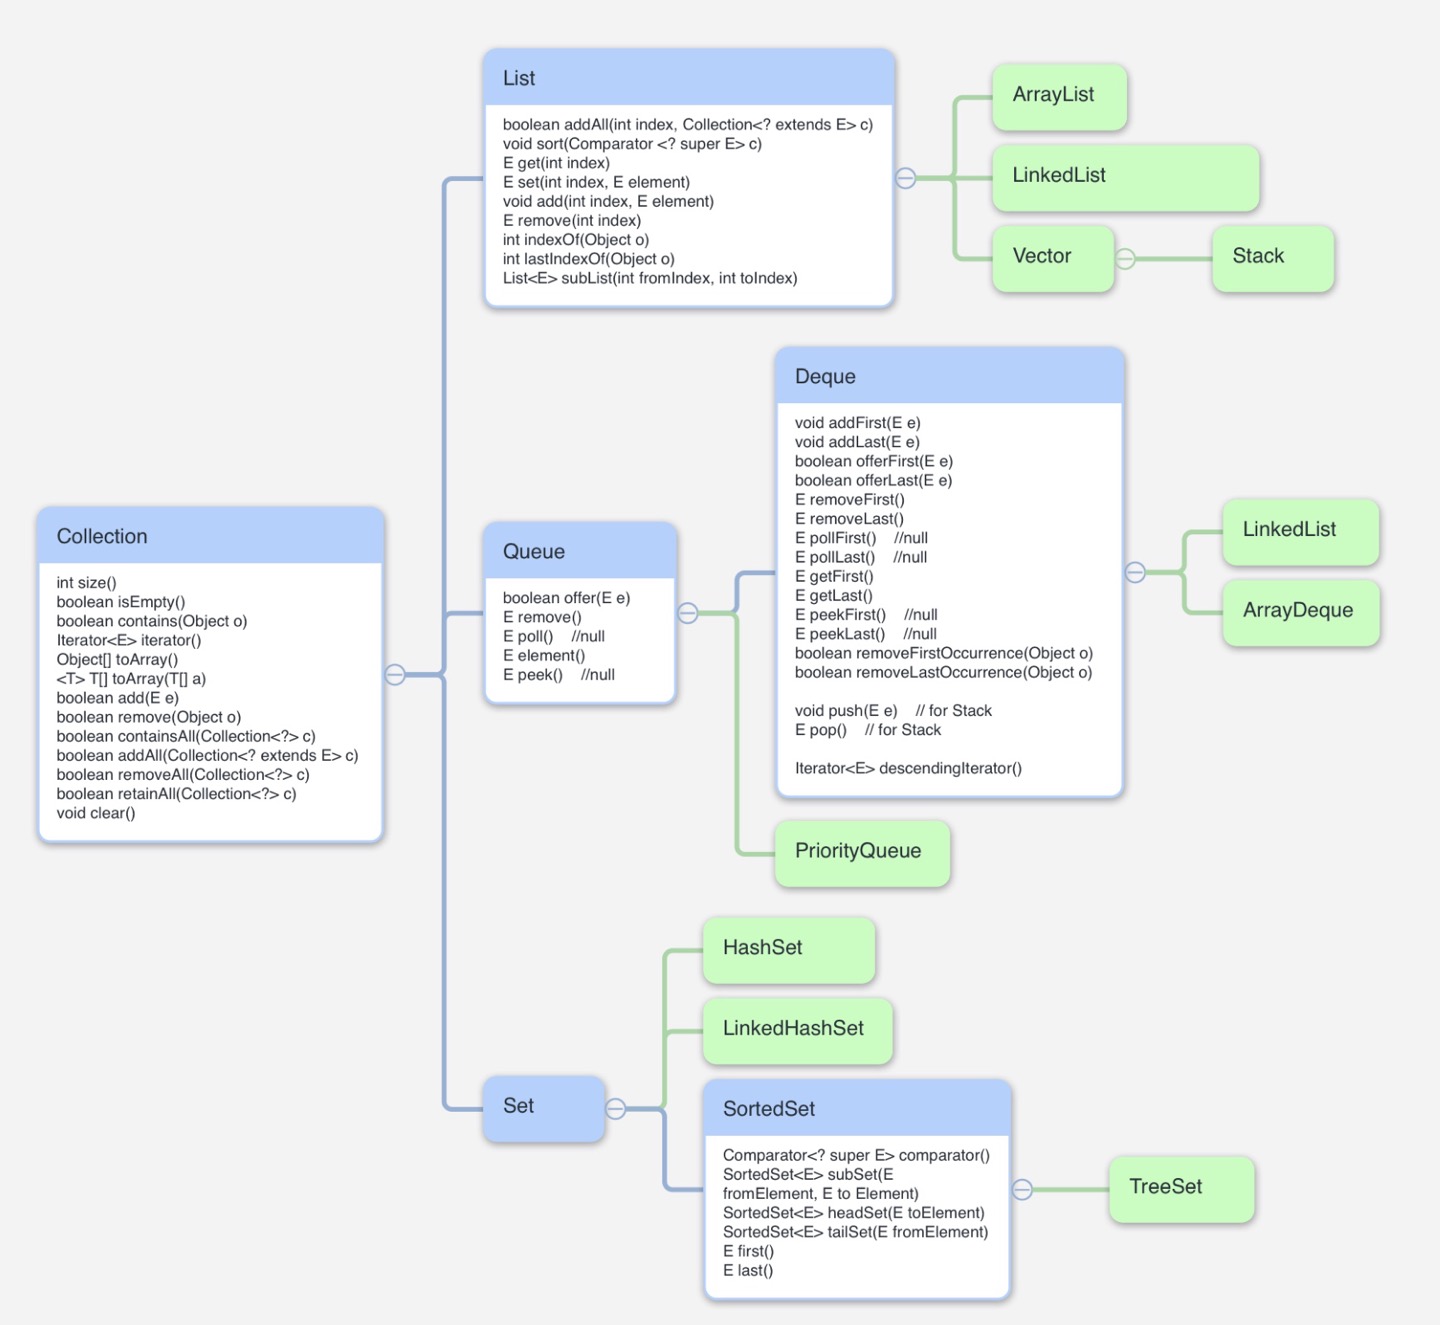 List
boolean addAll(int index, Collection<? extends E> c)
void sort(Comparator <? super E> c)
E get(int index)
E set(int index, E element)
void add(int index, E element)
E remove(int index)
int indexOf(Object o)
int lastIndexOf(Object o)
List<E> subList(int fromIndex, int toIndex)
ArrayList
LinkedList
Vector
Stack
Deque
void addFirst(E e)
void addLast(E e)
boolean offerFirst(E e)
boolean offerLast(E e)
E removeFirst()
E removeLast()
E pollFirst() //null
E pollLast() //null
E getFirst()
E getLast()
E peekFirst() //null
E peekLast() //null
boolean removeFirstOccurrence(Object o)
boolean removeLastOccurrence(Object o)
void push(E e) // for Stack
E pop() // for Stack
Iterator<E> descendingIterator()
LinkedList
ArrayDeque
Collection
int size()
boolean isEmpty()
boolean contains(Object o)
Iterator<E> iterator()
Object[] toArray()
<T> T[] toArray(T[] a)
boolean add(E e)
boolean remove(Object o)
boolean containsAll(Collection<?> c)
boolean addAll(Collection<? extends E> c)
boolean removeAll(Collection<?> c)
boolean retainAll(Collection<?> c)
void clear()
Queue
boolean offer(E e)
E remove()
E poll() //null
E element()
E peek() //null
PriorityQueue
HashSet
LinkedHashSet
Set
SortedSet
Comparator<? super E> comparator()
SortedSet<E> subSet(E
fromElement, E to Element)
SortedSet<E> headSet(E toElement)
SortedSet<E> tailSet(E fromElement)
E first()
E last()
TreeSet